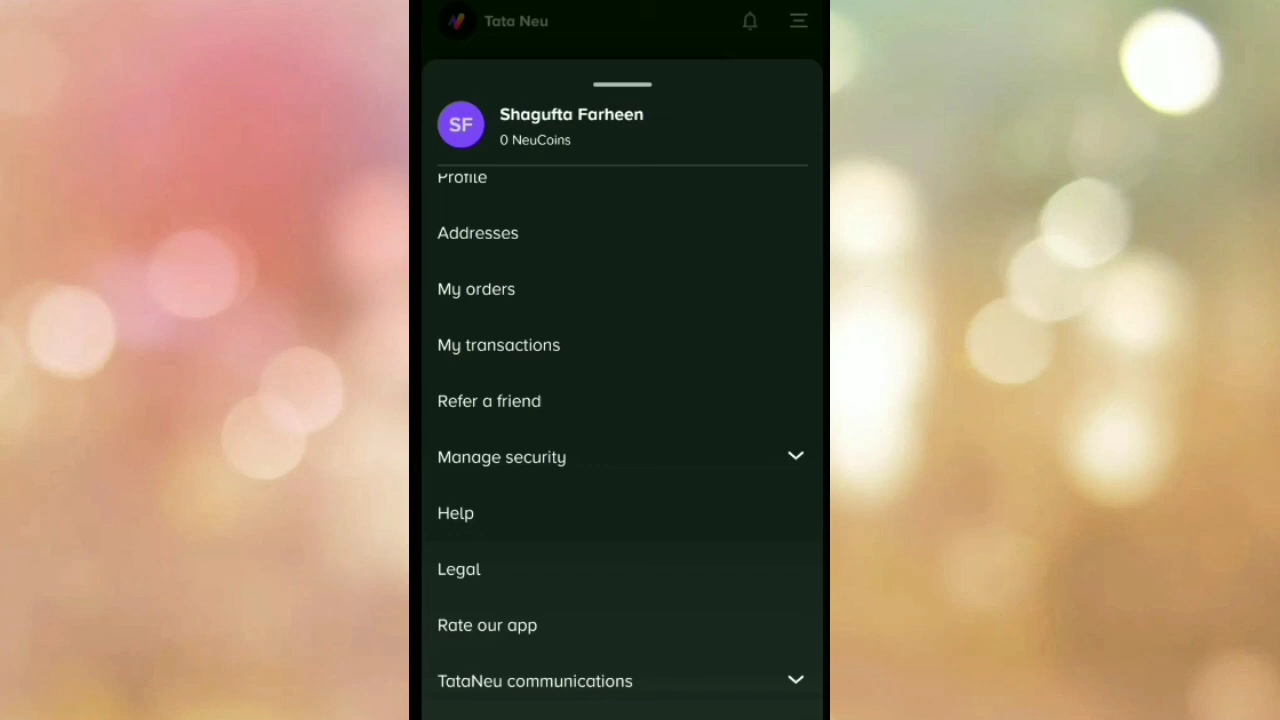 Tata Neu
SF
Shagufta Farheen
0 NeuCoins
Profile
Addresses
My orders
My transactions
Refer a friend
Manage security
Help
Legal
Rate our app
TataNeu communications